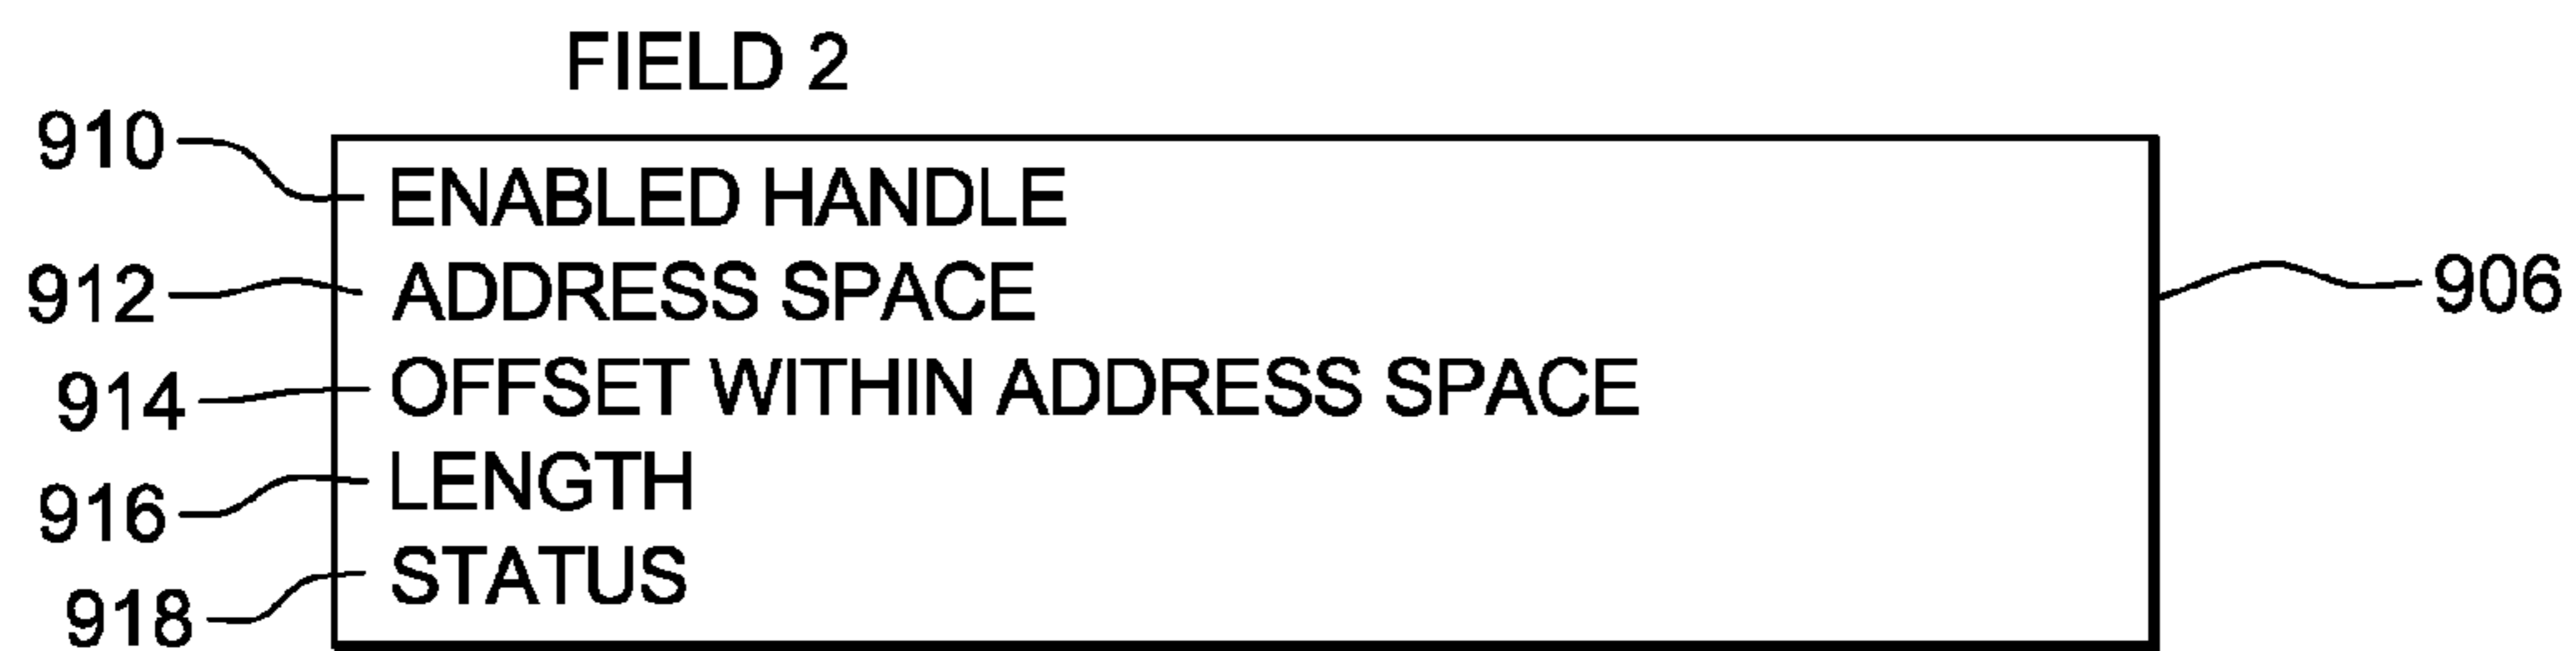 FIELD 2
910 ENABLED HANDLE
912 ADDRESS SPACE 906
914 OFFSET WITHIN ADDRESS SPACE
916 LENGTH
918 STATUS